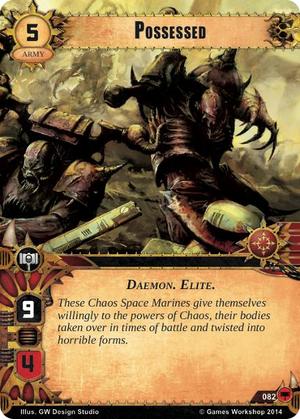 5
ARMY
POSSESSED
DAEMON. ELITE.
These Chaos Space Marines give themselves
willingly to the powers of Chaos, their bodies
taken over in times of battle and twisted into
horrible forms.
9
4
082
Illus. GW Design Studio
© Games Workshop 2014